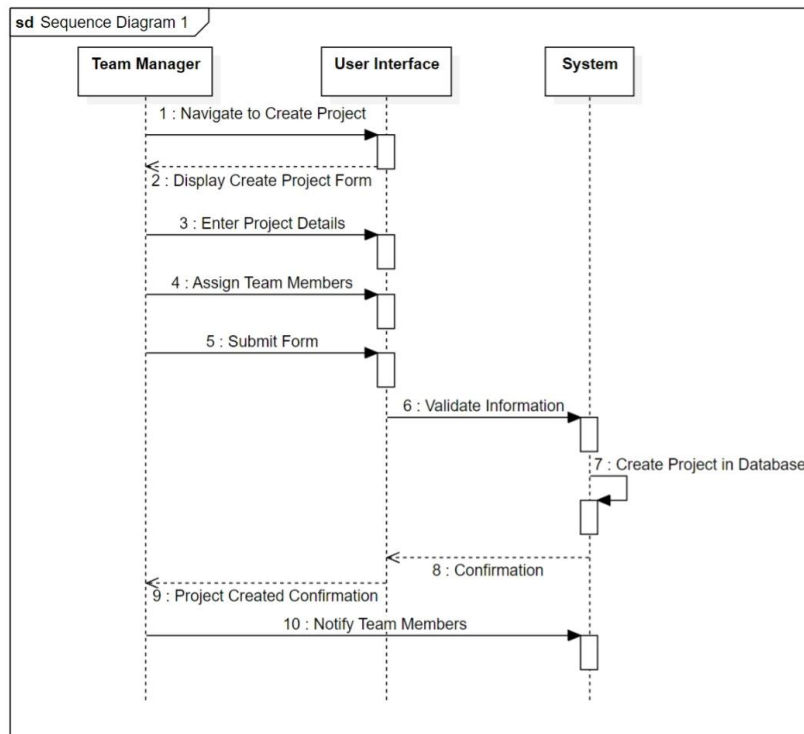 sd Sequence Diagram 1
Team Manager
User Interface
System
1 : Navigate to Create Project
2 : Display Create Project Form
3 : Enter Project Details
4 : Assign Team Members
5 : Submit Form
6 : Validate Information
7 : Create Project in Database
8 : Confirmation
9 : Project Created Confirmation
10 : Notify Team Members